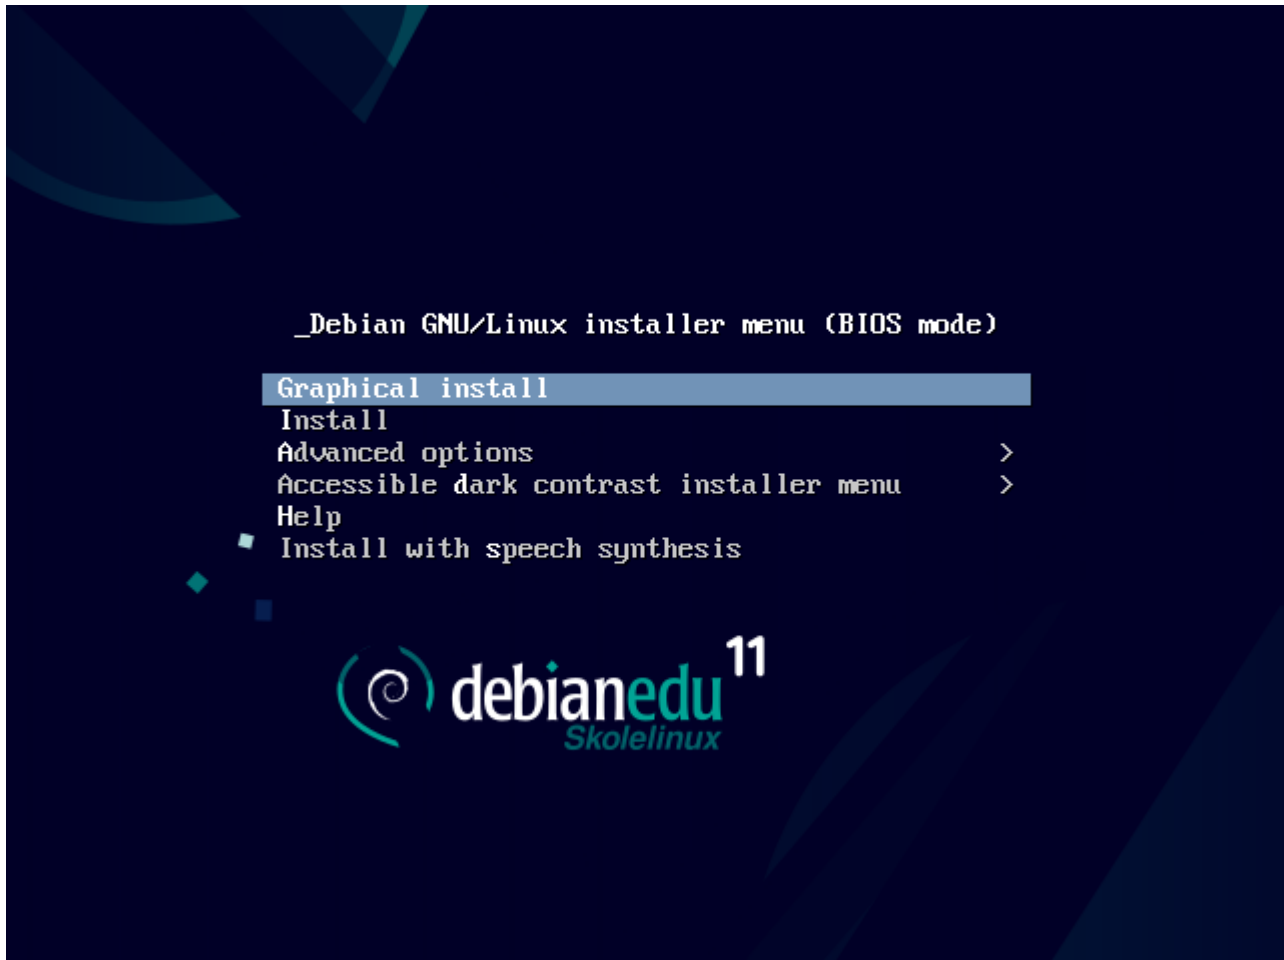 _Debian GNU/Linux installer menu (BIOS mode)
Graphical install
Install
Advanced options >
Accessible dark contrast installer menu >
Help
Install with speech synthesis
debianedu 11
Skolelinux